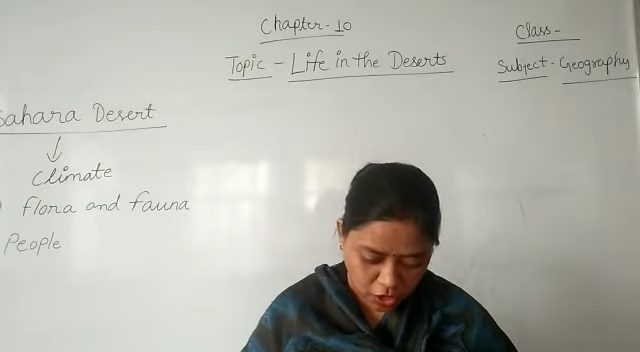 Chapter-10
Class-
Topic - Life in the Deserts
Subject - Geography
Sahara Desert
Climate
flora and fauna
People